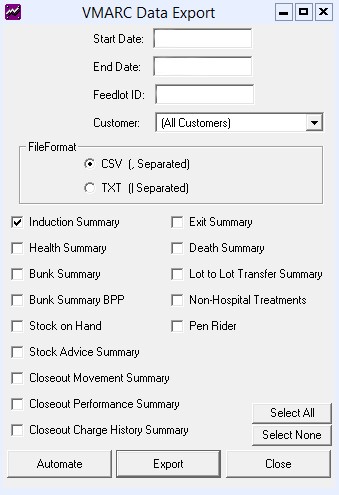 VMARC Data Export
Start Date:
End Date:
Feedlot ID:
Customer: (All Customers)
FileFormat
CSV (, Separated)
TXT (| Separated)
Induction Summary
Health Summary
Bunk Summary
Bunk Summary BPP
Stock on Hand
Stock Advice Summary
Closeout Movement Summary
Closeout Performance Summary
Closeout Charge History Summary
Exit Summary
Death Summary
Lot to Lot Transfer Summary
Non-Hospital Treatments
Pen Rider
Select All
Select None
Automate
Export
Close